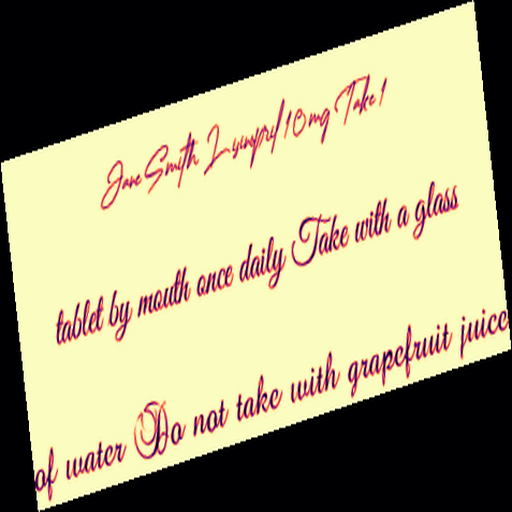 Jane Smith Lysinopril 10mg Take 1
tablet by mouth once daily Take with a glass
of water Do not take with grapefruit juice